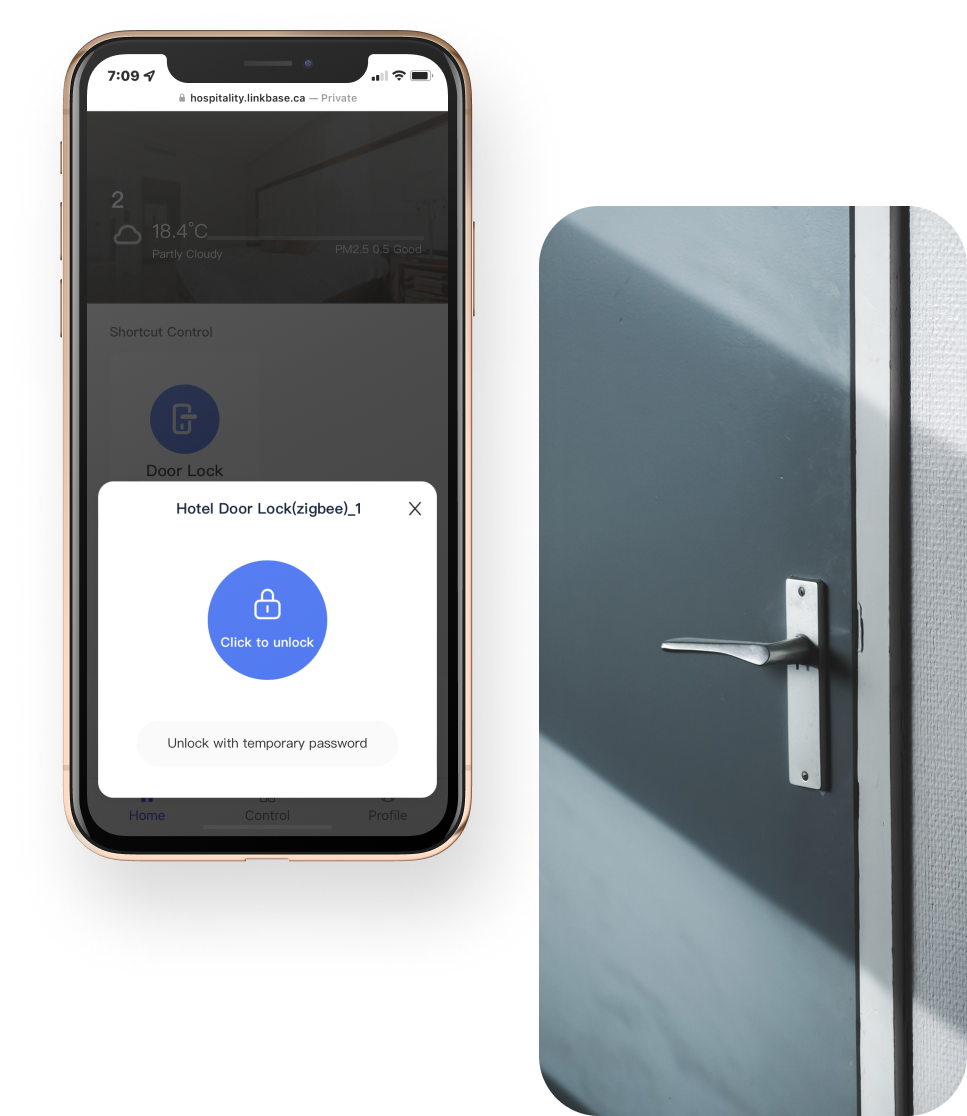 7:09
hospitality.linkbase.ca — Private
2
18.4°C
Partly Cloudy
PM2.5 0.5 Good
Shortcut Control
Door Lock
Hotel Door Lock(zigbee)_1
Click to unlock
Unlock with temporary password
Home
Control
Profile